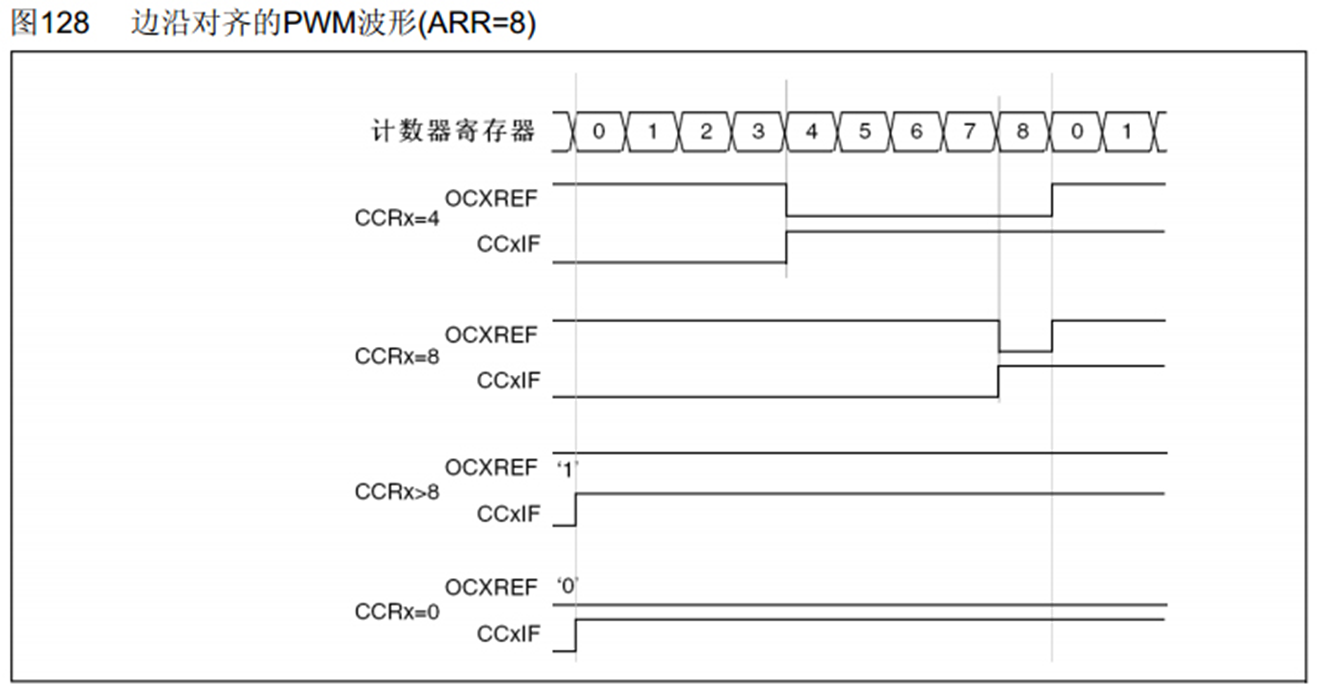 图128 边沿对齐的PWM波形(ARR=8)
计数器寄存器 0 1 2 3 4 5 6 7 8 0 1
OCXREF
CCRx=4
CCxIF
OCXREF
CCRx=8
CCxIF
OCXREF '1'
CCRx>8
CCxIF
OCXREF '0'
CCRx=0
CCxIF